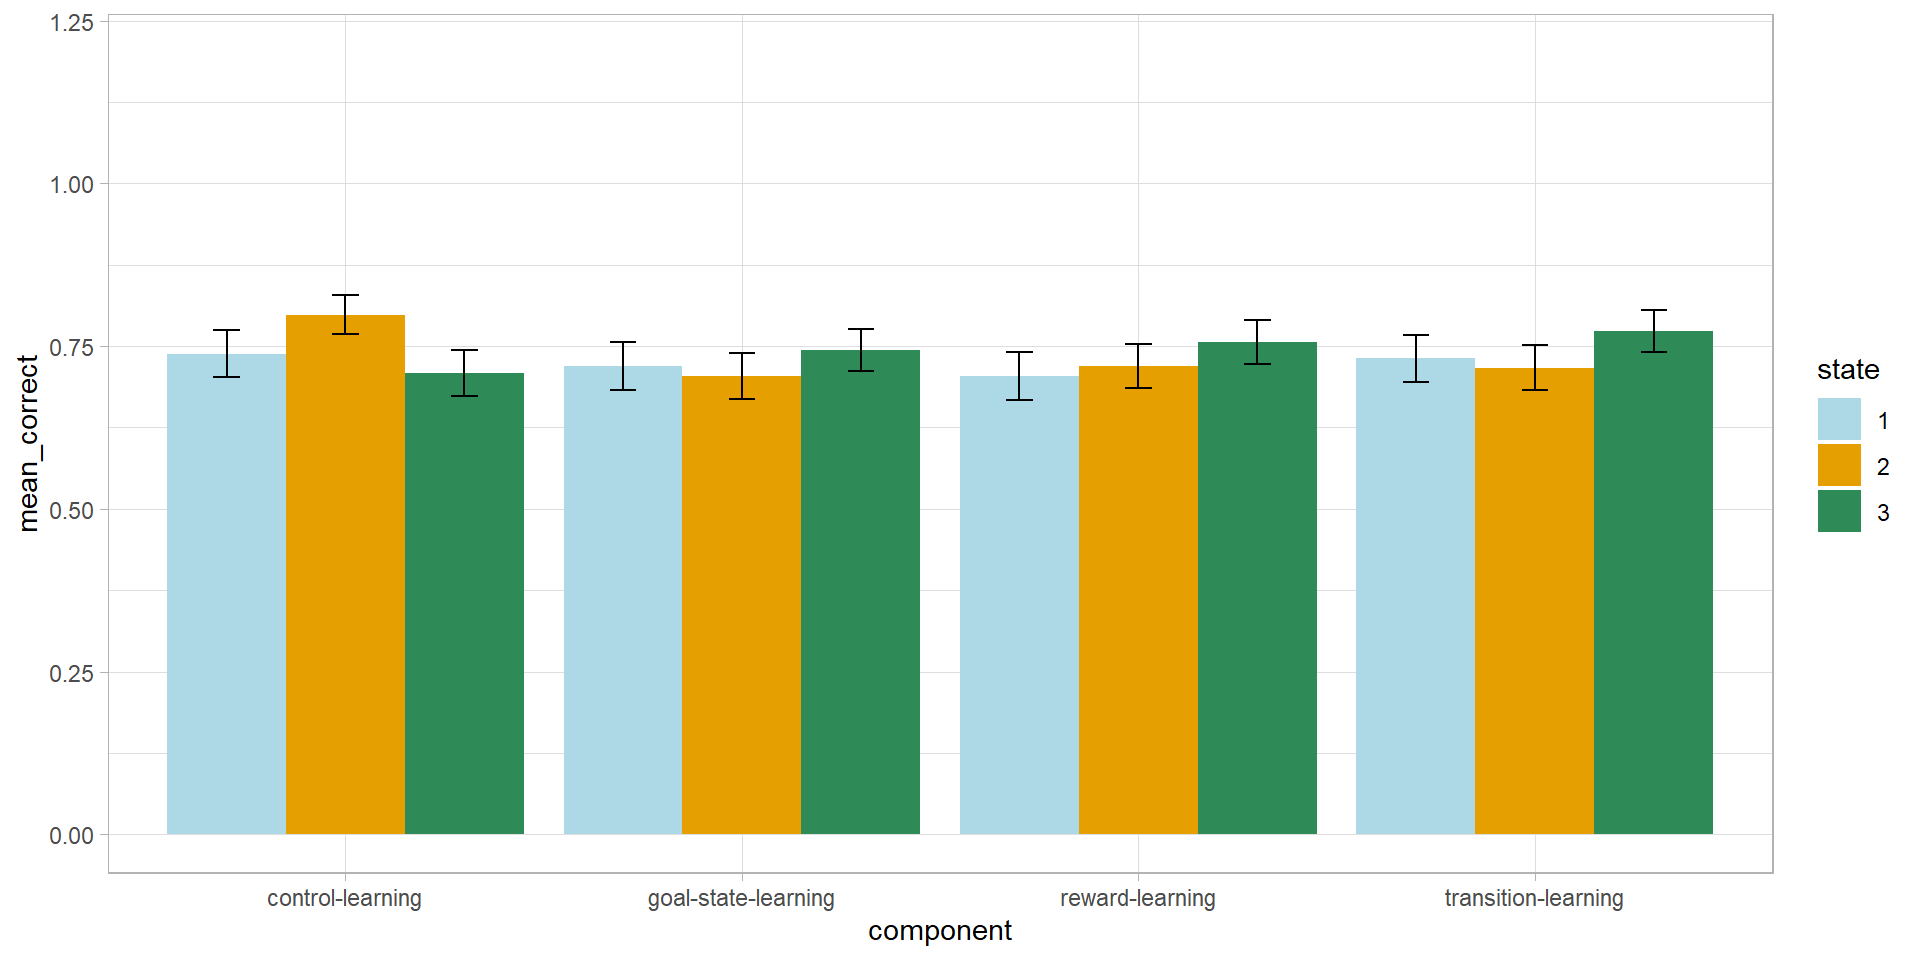 1.25
1.00
0.75
0.50
0.25
0.00
mean_correct
control-learning
goal-state-learning
reward-learning
transition-learning
component
state
1
2
3